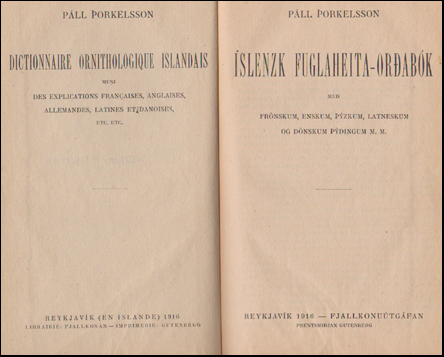 PÁLL ÞORKELSSON
DICTIONNAIRE ORNITHOLOGIQUE ISLANDAIS
MUNI
DES EXPLICATIONS FRANÇAISES, ANGLAISES,
ALLEMANDES, LATINES ET DANOISES,
ETC. ETC.
REYKJAVÍK (EN ISLANDE) 1916
LIBRAIRIE: FJALLKONAN — IMPRIMERIE: GUTENBERG
PÁLL ÞORKELSSON
ÍSLENZK FUGLAHEITA-ORÐABÓK
MEÐ
FRÖNSKUM, ENSKUM, ÞÝZKUM, LATNESKUM
OG DÖNSKUM ÞÝÐINGUM M. M.
REYKJAVÍK 1916 — FJALLKONUÚTGÁFAN
PRENTSMIÐJAN GUTENBERG